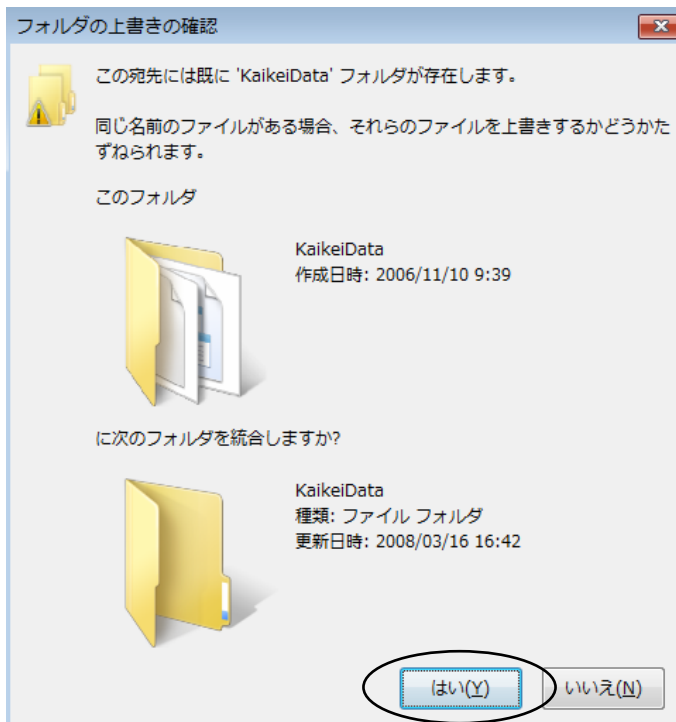 フォルダの上書きの確認
この宛先には既に 'KaikeiData' フォルダが存在します。
同じ名前のファイルがある場合、それらのファイルを上書きするかどうかた
ずねられます。
このフォルダ
KaikeiData
作成日時: 2006/11/10 9:39
に次のフォルダを統合しますか?
KaikeiData
種類: ファイル フォルダ
更新日時: 2008/03/16 16:42
はい(Y) いいえ(N)